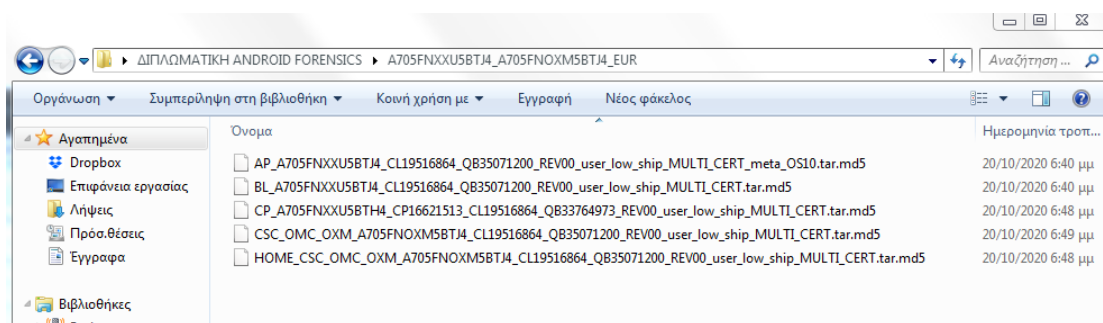 ΔΙΠΛΩΜΑΤΙΚΗ ANDROID FORENSICS ▸ A705FNXXU5BTJ4_A705FNOXM5BTJ4_EUR
Αναζήτηση ...
Οργάνωση Συμπερίληψη στη βιβλιοθήκη Κοινή χρήση με Εγγραφή Νέος φάκελος
Αγαπημένα
Dropbox
Επιφάνεια εργασίας
Λήψεις
Πρόσ.θέσεις
Έγγραφα
Βιβλιοθήκες
Όνομα Ημερομηνία τροπ...
AP_A705FNXXU5BTJ4_CL19516864_QB35071200_REV00_user_low_ship_MULTI_CERT_meta_OS10.tar.md5 20/10/2020 6:40 μμ
BL_A705FNXXU5BTJ4_CL19516864_QB35071200_REV00_user_low_ship_MULTI_CERT.tar.md5 20/10/2020 6:40 μμ
CP_A705FNXXU5BTH4_CP16621513_CL19516864_QB33764973_REV00_user_low_ship_MULTI_CERT.tar.md5 20/10/2020 6:48 μμ
CSC_OMC_OXM_A705FNOXM5BTJ4_CL19516864_QB35071200_REV00_user_low_ship_MULTI_CERT.tar.md5 20/10/2020 6:49 μμ
HOME_CSC_OMC_OXM_A705FNOXM5BTJ4_CL19516864_QB35071200_REV00_user_low_ship_MULTI_CERT.tar.md5 20/10/2020 6:48 μμ